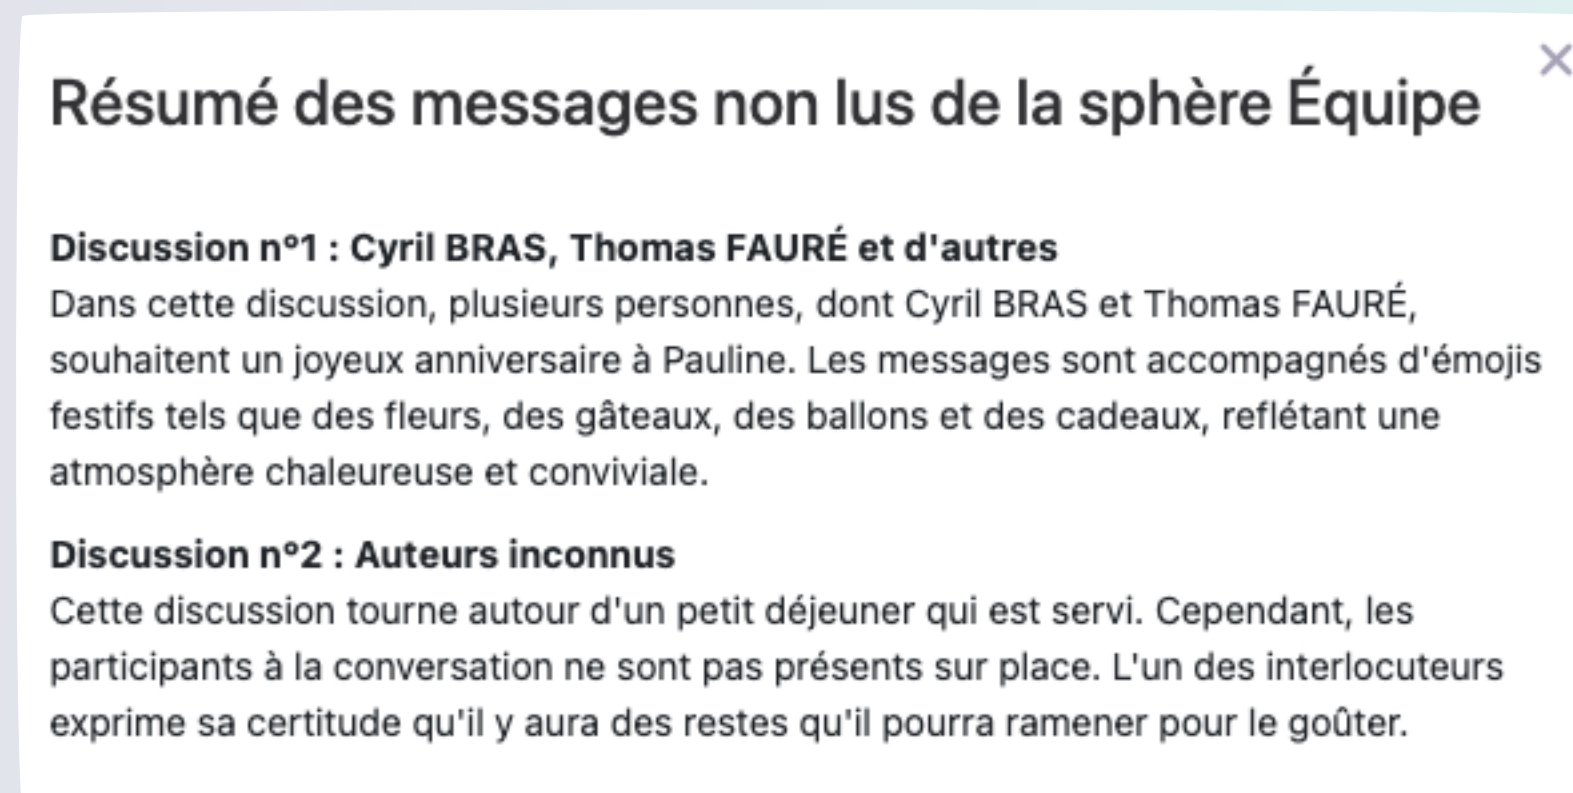 Résumé des messages non lus de la sphère Équipe
Discussion n°1 : Cyril BRAS, Thomas FAURÉ et d'autres
Dans cette discussion, plusieurs personnes, dont Cyril BRAS et Thomas FAURÉ,
souhaitent un joyeux anniversaire à Pauline. Les messages sont accompagnés d'émojis
festifs tels que des fleurs, des gâteaux, des ballons et des cadeaux, reflétant une
atmosphère chaleureuse et conviviale.
Discussion n°2 : Auteurs inconnus
Cette discussion tourne autour d'un petit déjeuner qui est servi. Cependant, les
participants à la conversation ne sont pas présents sur place. L'un des interlocuteurs
exprime sa certitude qu'il y aura des restes qu'il pourra ramener pour le goûter.